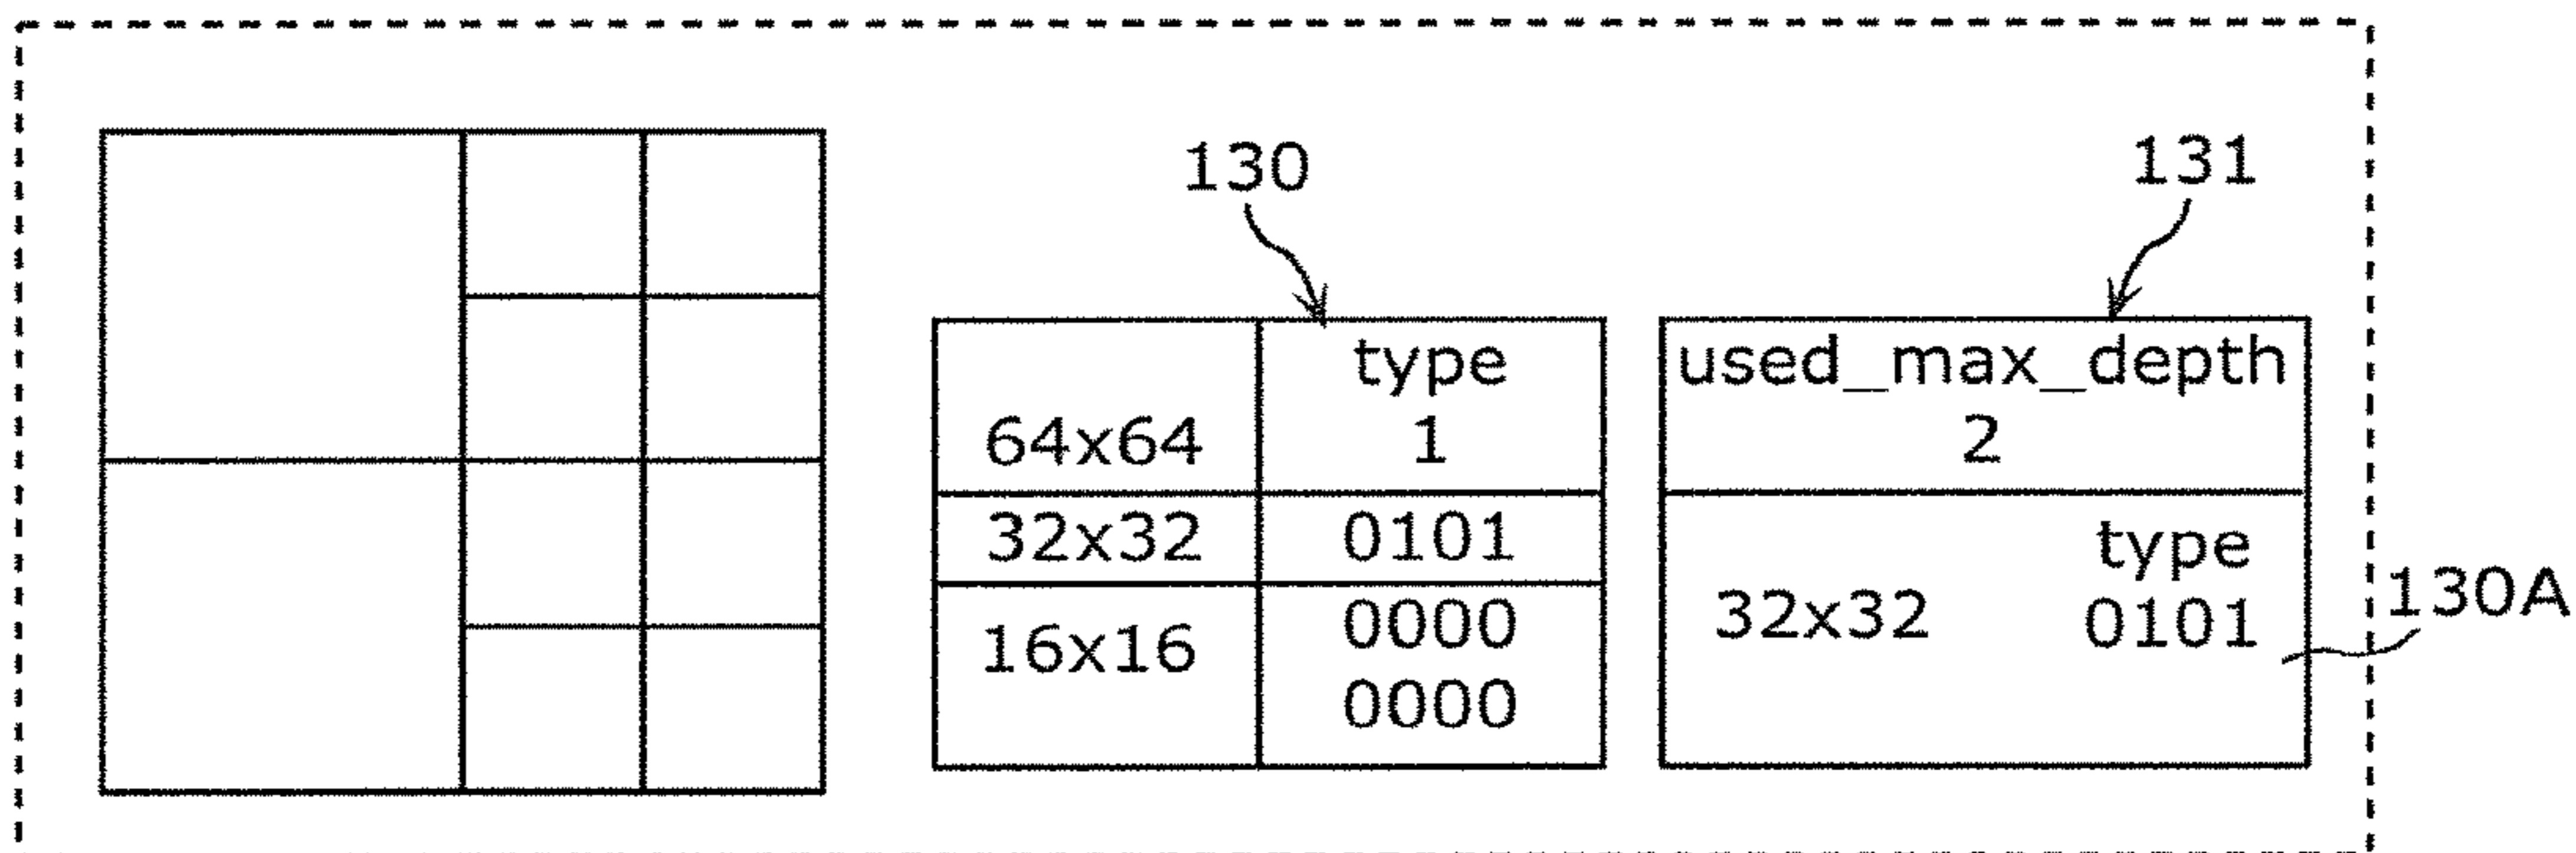 130
131
type
64x64 1
32x32 0101
16x16 0000
0000
used_max_depth
2
type
32x32 0101
130A